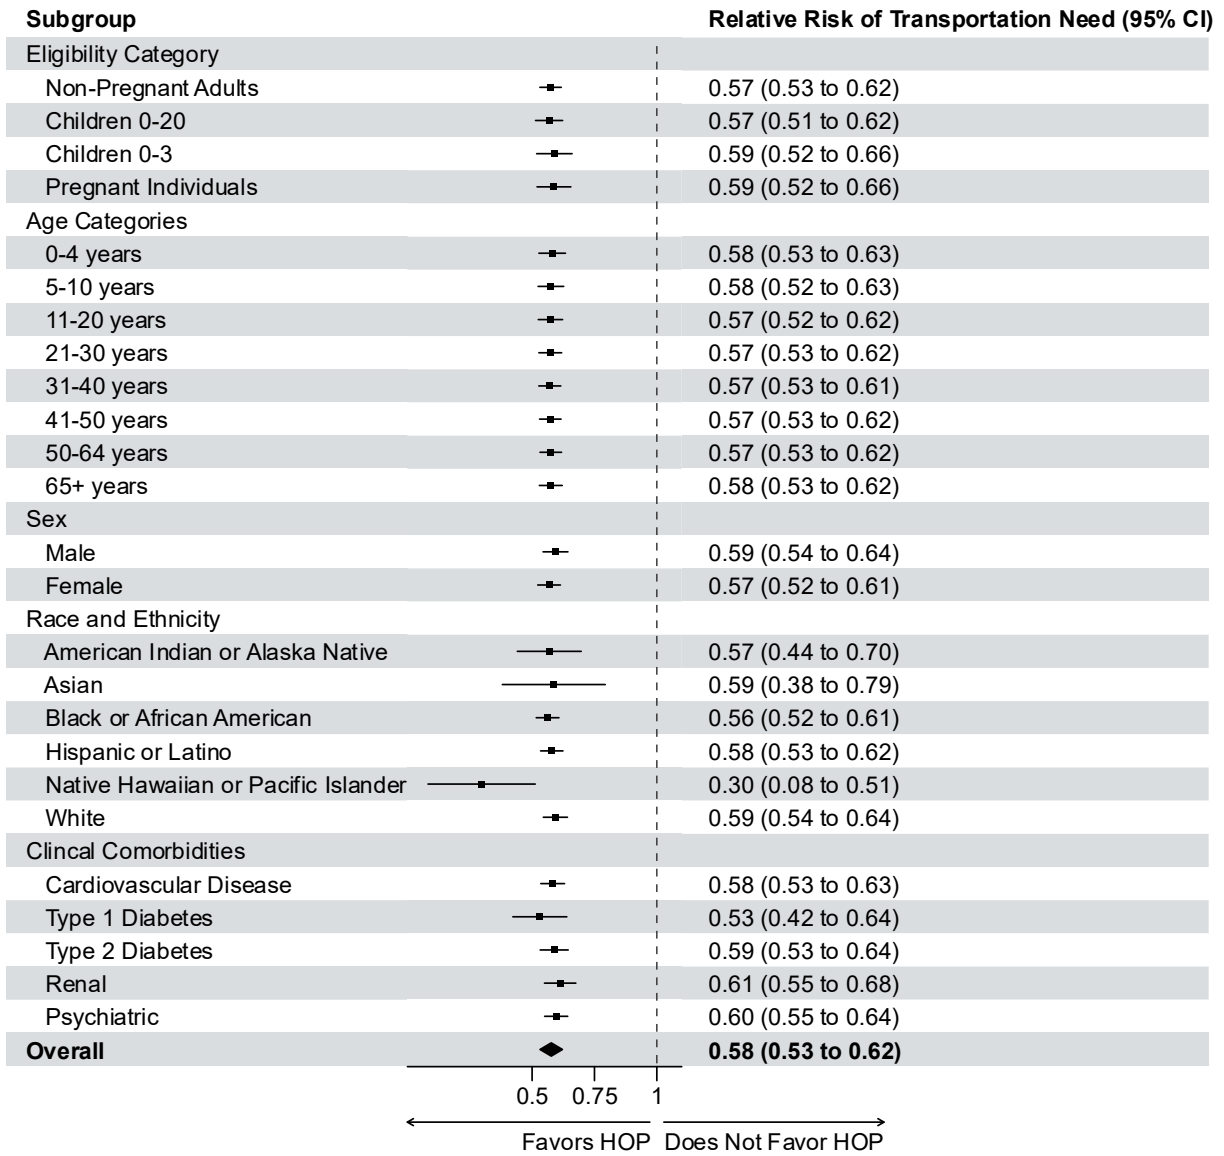 Subgroup Relative Risk of Transportation Need (95% CI)
Eligibility Category
Non-Pregnant Adults 0.57 (0.53 to 0.62)
Children 0-20 0.57 (0.51 to 0.62)
Children 0-3 0.59 (0.52 to 0.66)
Pregnant Individuals 0.59 (0.52 to 0.66)
Age Categories
0-4 years 0.58 (0.53 to 0.63)
5-10 years 0.58 (0.52 to 0.63)
11-20 years 0.57 (0.52 to 0.62)
21-30 years 0.57 (0.53 to 0.62)
31-40 years 0.57 (0.53 to 0.61)
41-50 years 0.57 (0.53 to 0.62)
50-64 years 0.57 (0.53 to 0.62)
65+ years 0.58 (0.53 to 0.62)
Sex
Male 0.59 (0.54 to 0.64)
Female 0.57 (0.52 to 0.61)
Race and Ethnicity
American Indian or Alaska Native 0.57 (0.44 to 0.70)
Asian 0.59 (0.38 to 0.79)
Black or African American 0.56 (0.52 to 0.61)
Hispanic or Latino 0.58 (0.53 to 0.62)
Native Hawaiian or Pacific Islander 0.30 (0.08 to 0.51)
White 0.59 (0.54 to 0.64)
Clincal Comorbidities
Cardiovascular Disease 0.58 (0.53 to 0.63)
Type 1 Diabetes 0.53 (0.42 to 0.64)
Type 2 Diabetes 0.59 (0.53 to 0.64)
Renal 0.61 (0.55 to 0.68)
Psychiatric 0.60 (0.55 to 0.64)
Overall 0.58 (0.53 to 0.62)
0.5 0.75 1
Favors HOP Does Not Favor HOP